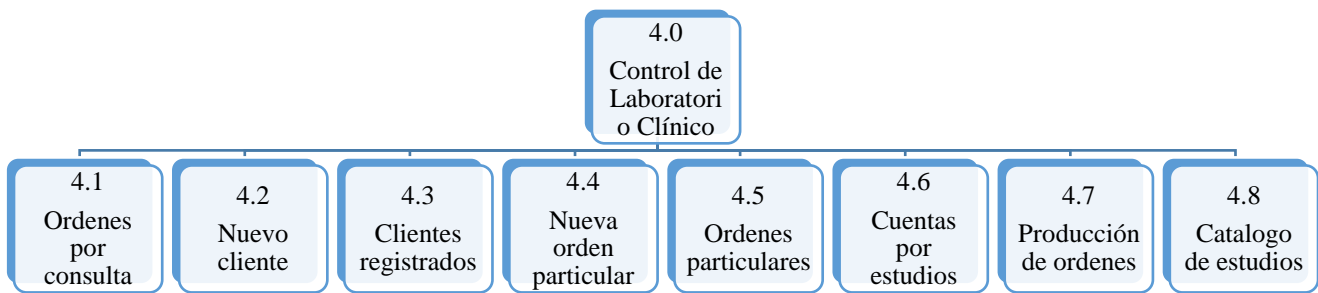 4.0
Control de
Laboratori
o Clínico
4.1
Ordenes
por
consulta
4.2
Nuevo
cliente
4.3
Clientes
registrados
4.4
Nueva
orden
particular
4.5
Ordenes
particulares
4.6
Cuentas
por
estudios
4.7
Producción
de ordenes
4.8
Catalogo
de estudios